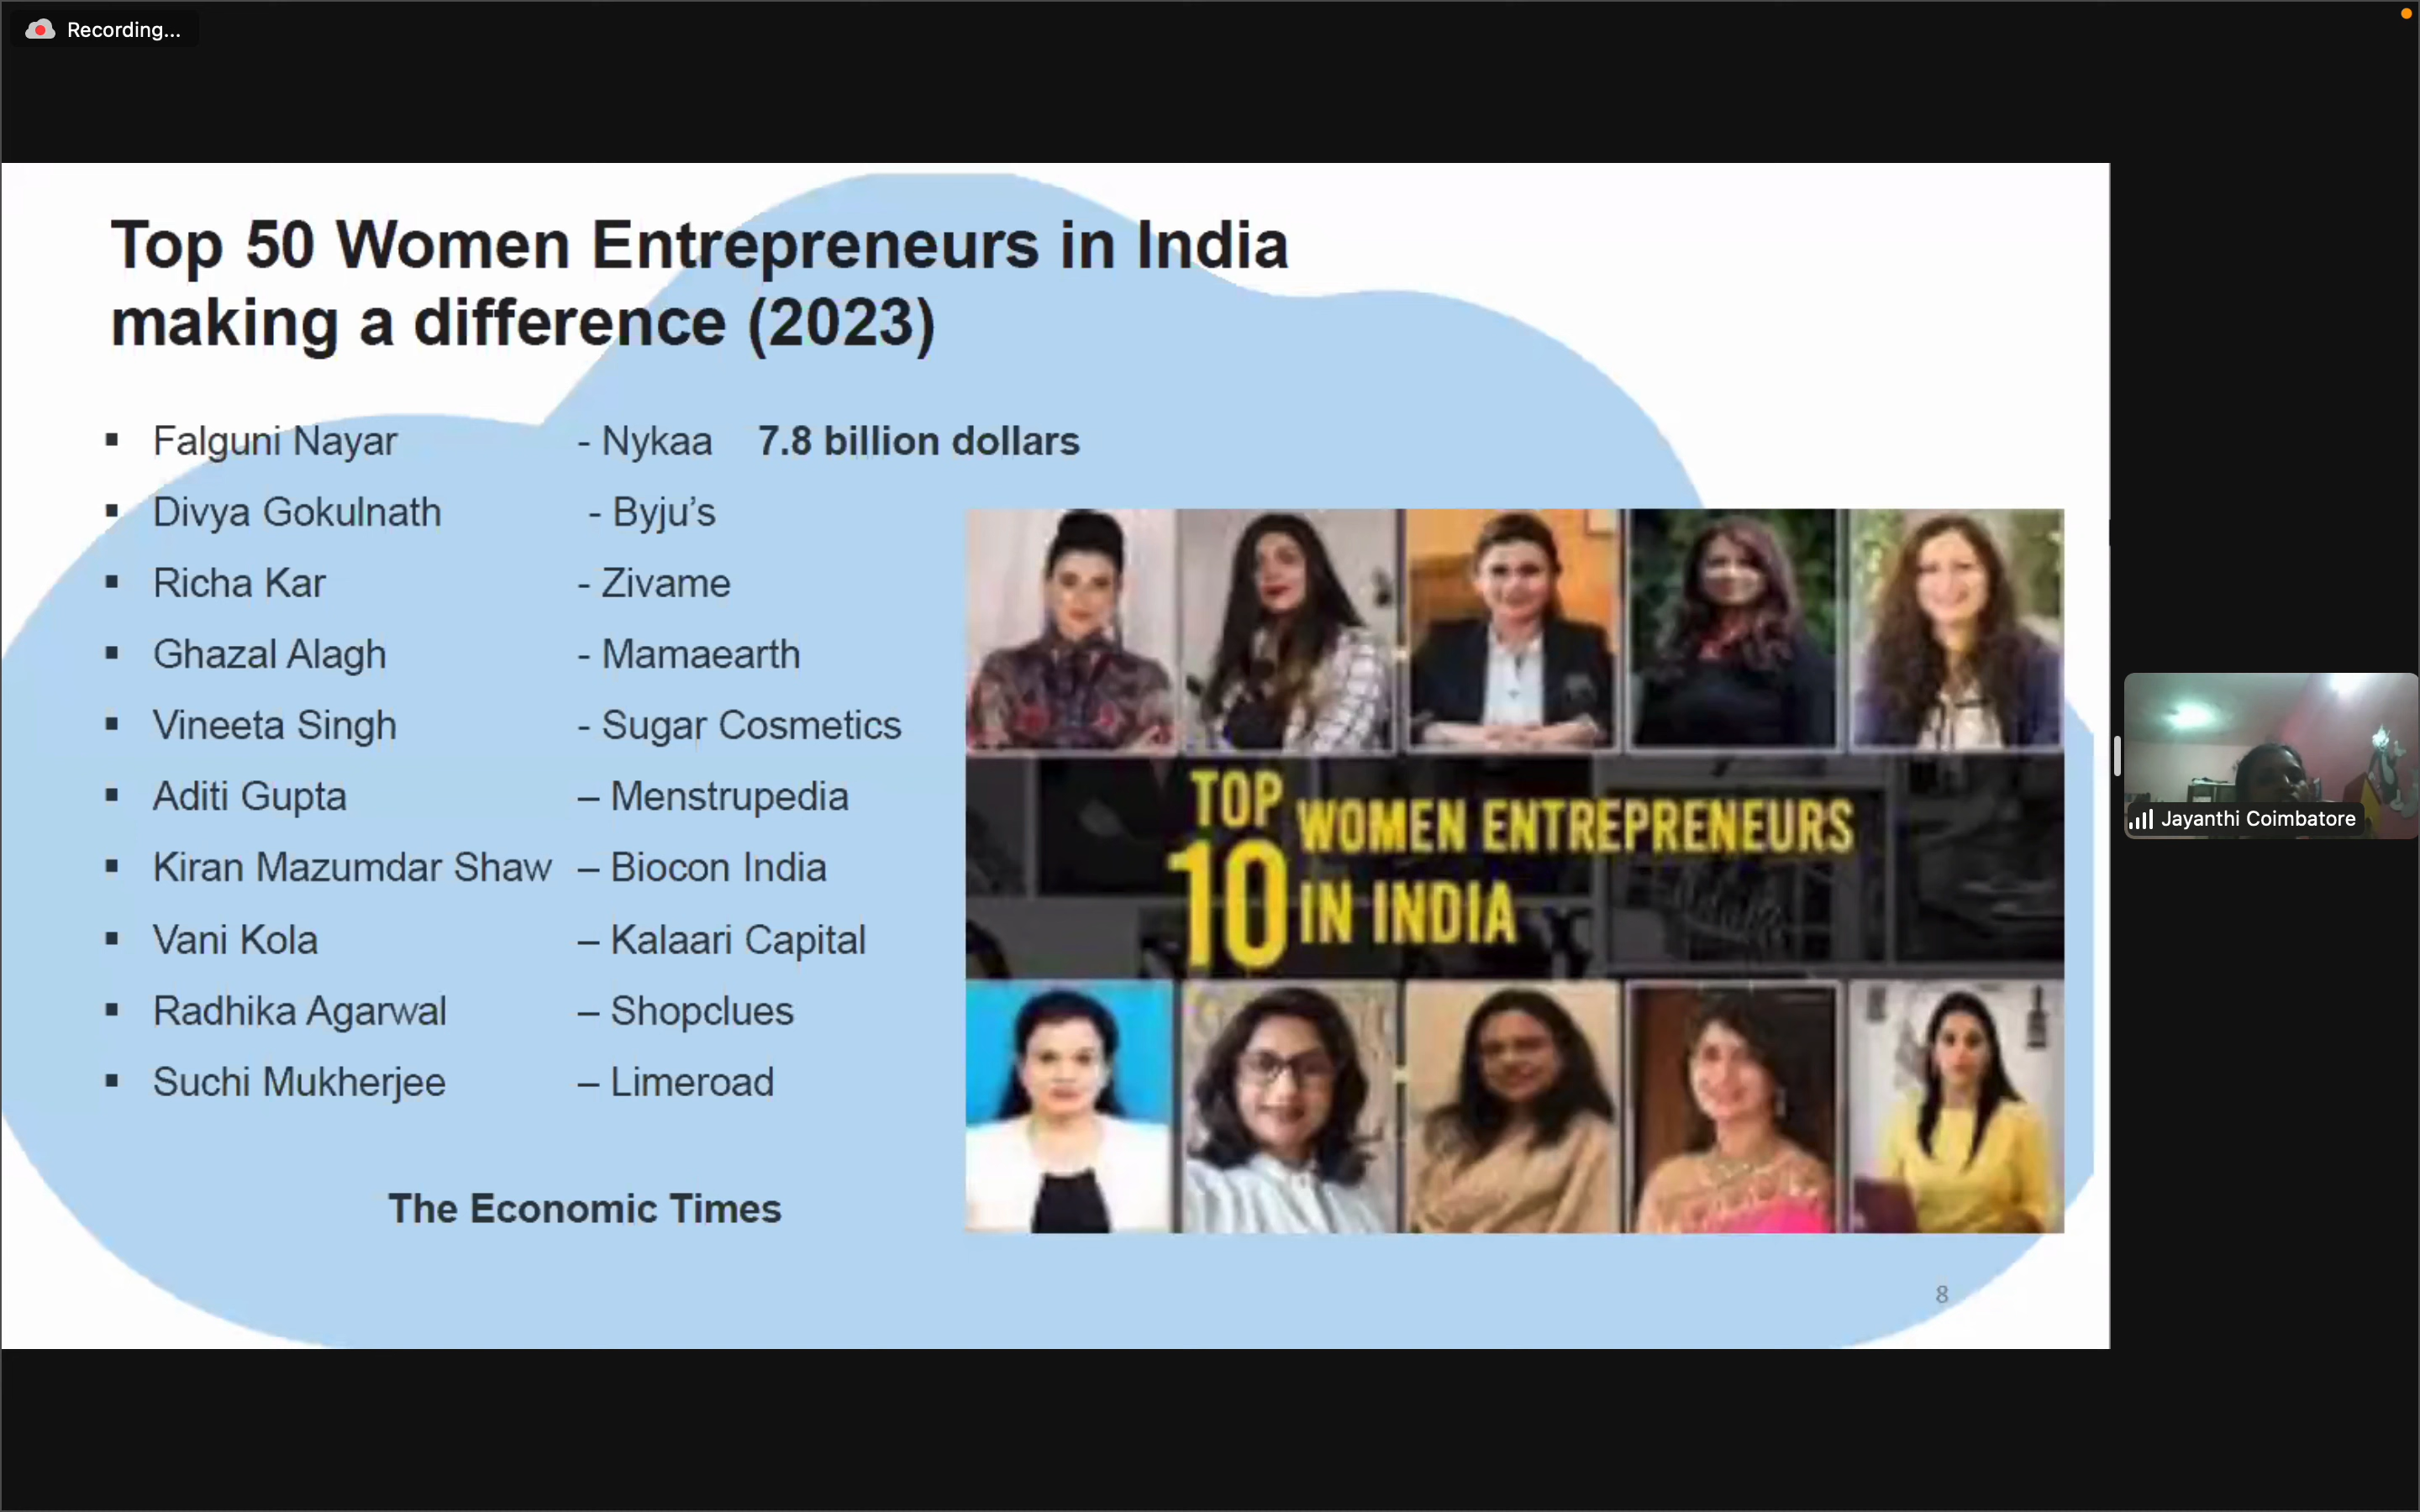 Recording...
Top 50 Women Entrepreneurs in India
making a difference (2023)
▪ Falguni Nayar - Nykaa 7.8 billion dollars
▪ Divya Gokulnath - Byju’s
▪ Richa Kar - Zivame
▪ Ghazal Alagh - Mamaearth
▪ Vineeta Singh - Sugar Cosmetics
▪ Aditi Gupta – Menstrupedia
▪ Kiran Mazumdar Shaw – Biocon India
▪ Vani Kola – Kalaari Capital
▪ Radhika Agarwal – Shopclues
▪ Suchi Mukherjee – Limeroad
The Economic Times
TOP 10 WOMEN ENTREPRENEURS
IN INDIA
8
Jayanthi Coimbatore